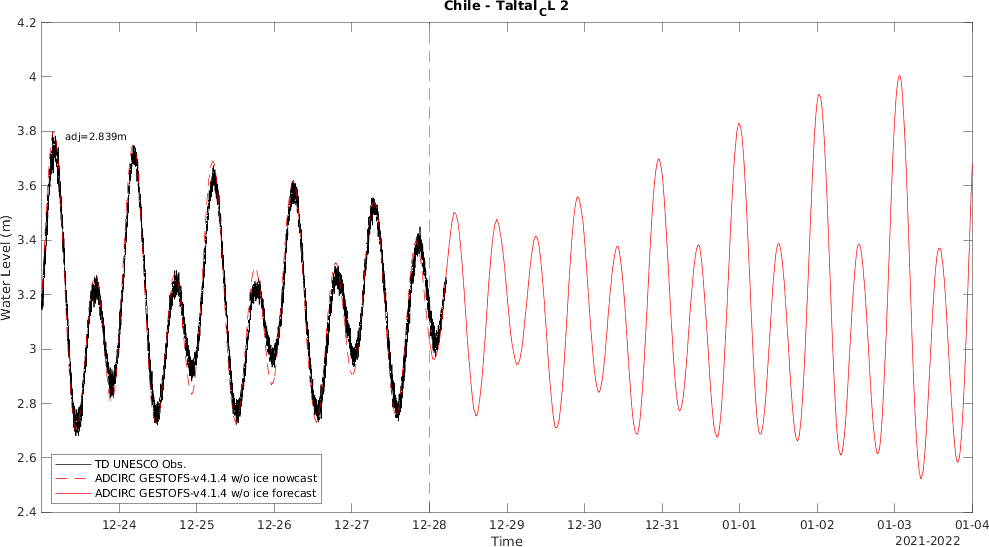 Chile - Taltal_CL 2
4.2
4
3.8
3.6
3.4
3.2
3
2.8
2.6
2.4
Water Level (m)
adj=2.839m
TD UNESCO Obs.
ADCIRC GESTOFS-v4.1.4 w/o ice nowcast
ADCIRC GESTOFS-v4.1.4 w/o ice forecast
12-24 12-25 12-26 12-27 12-28 12-29 12-30 12-31 01-01 01-02 01-03 01-04
Time
2021-2022